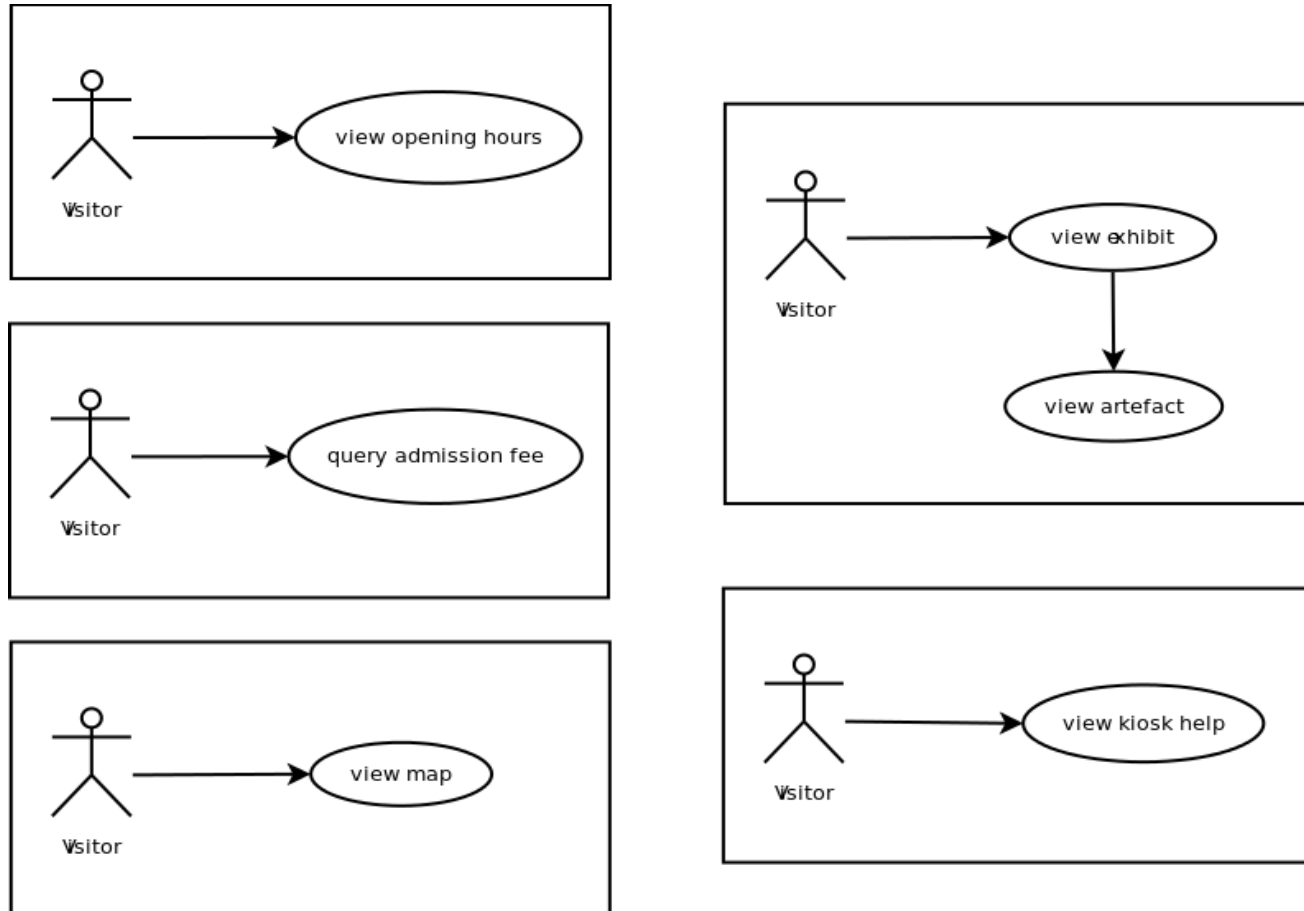 view opening hours
Visitor
query admission fee
Visitor
view map
Visitor
view exhibit
Visitor
view artefact
view kiosk help
Visitor